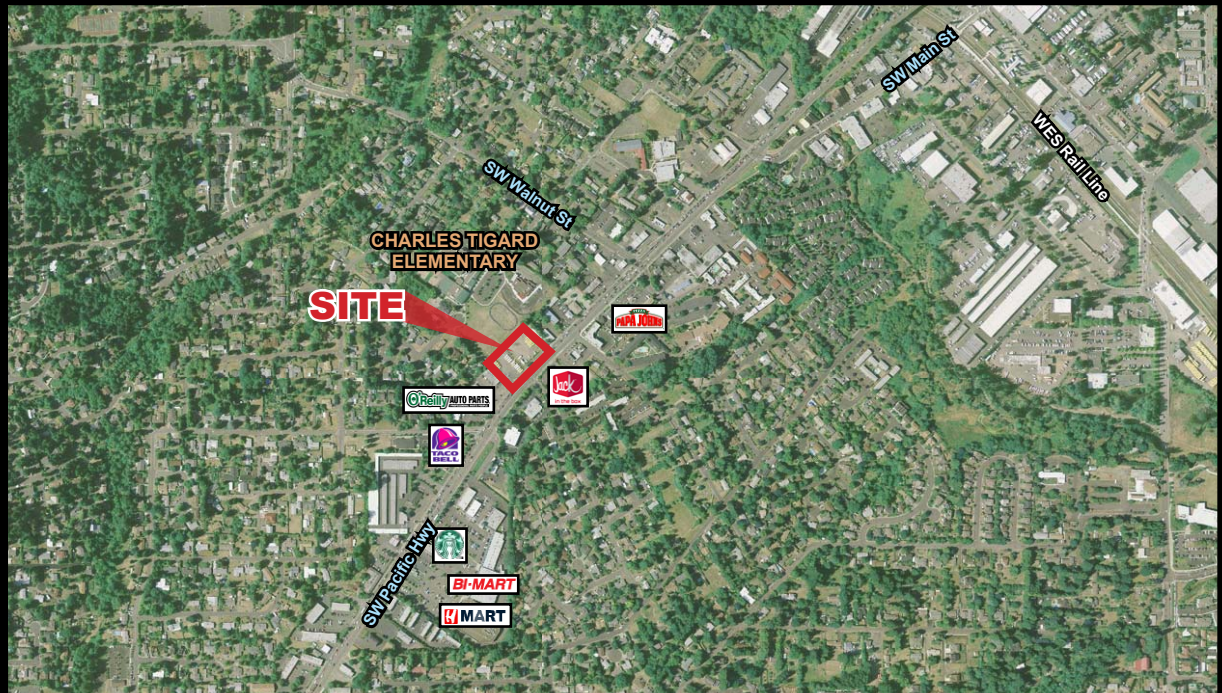 SW Main St
WES Rail Line
SW Walnut St
CHARLES TIGARD
ELEMENTARY
SITE
PAPA JOHNS
Jack
in the box
O'Reilly AUTO PARTS
TACO
BELL
SW Pacific Hwy
BI-MART
H MART